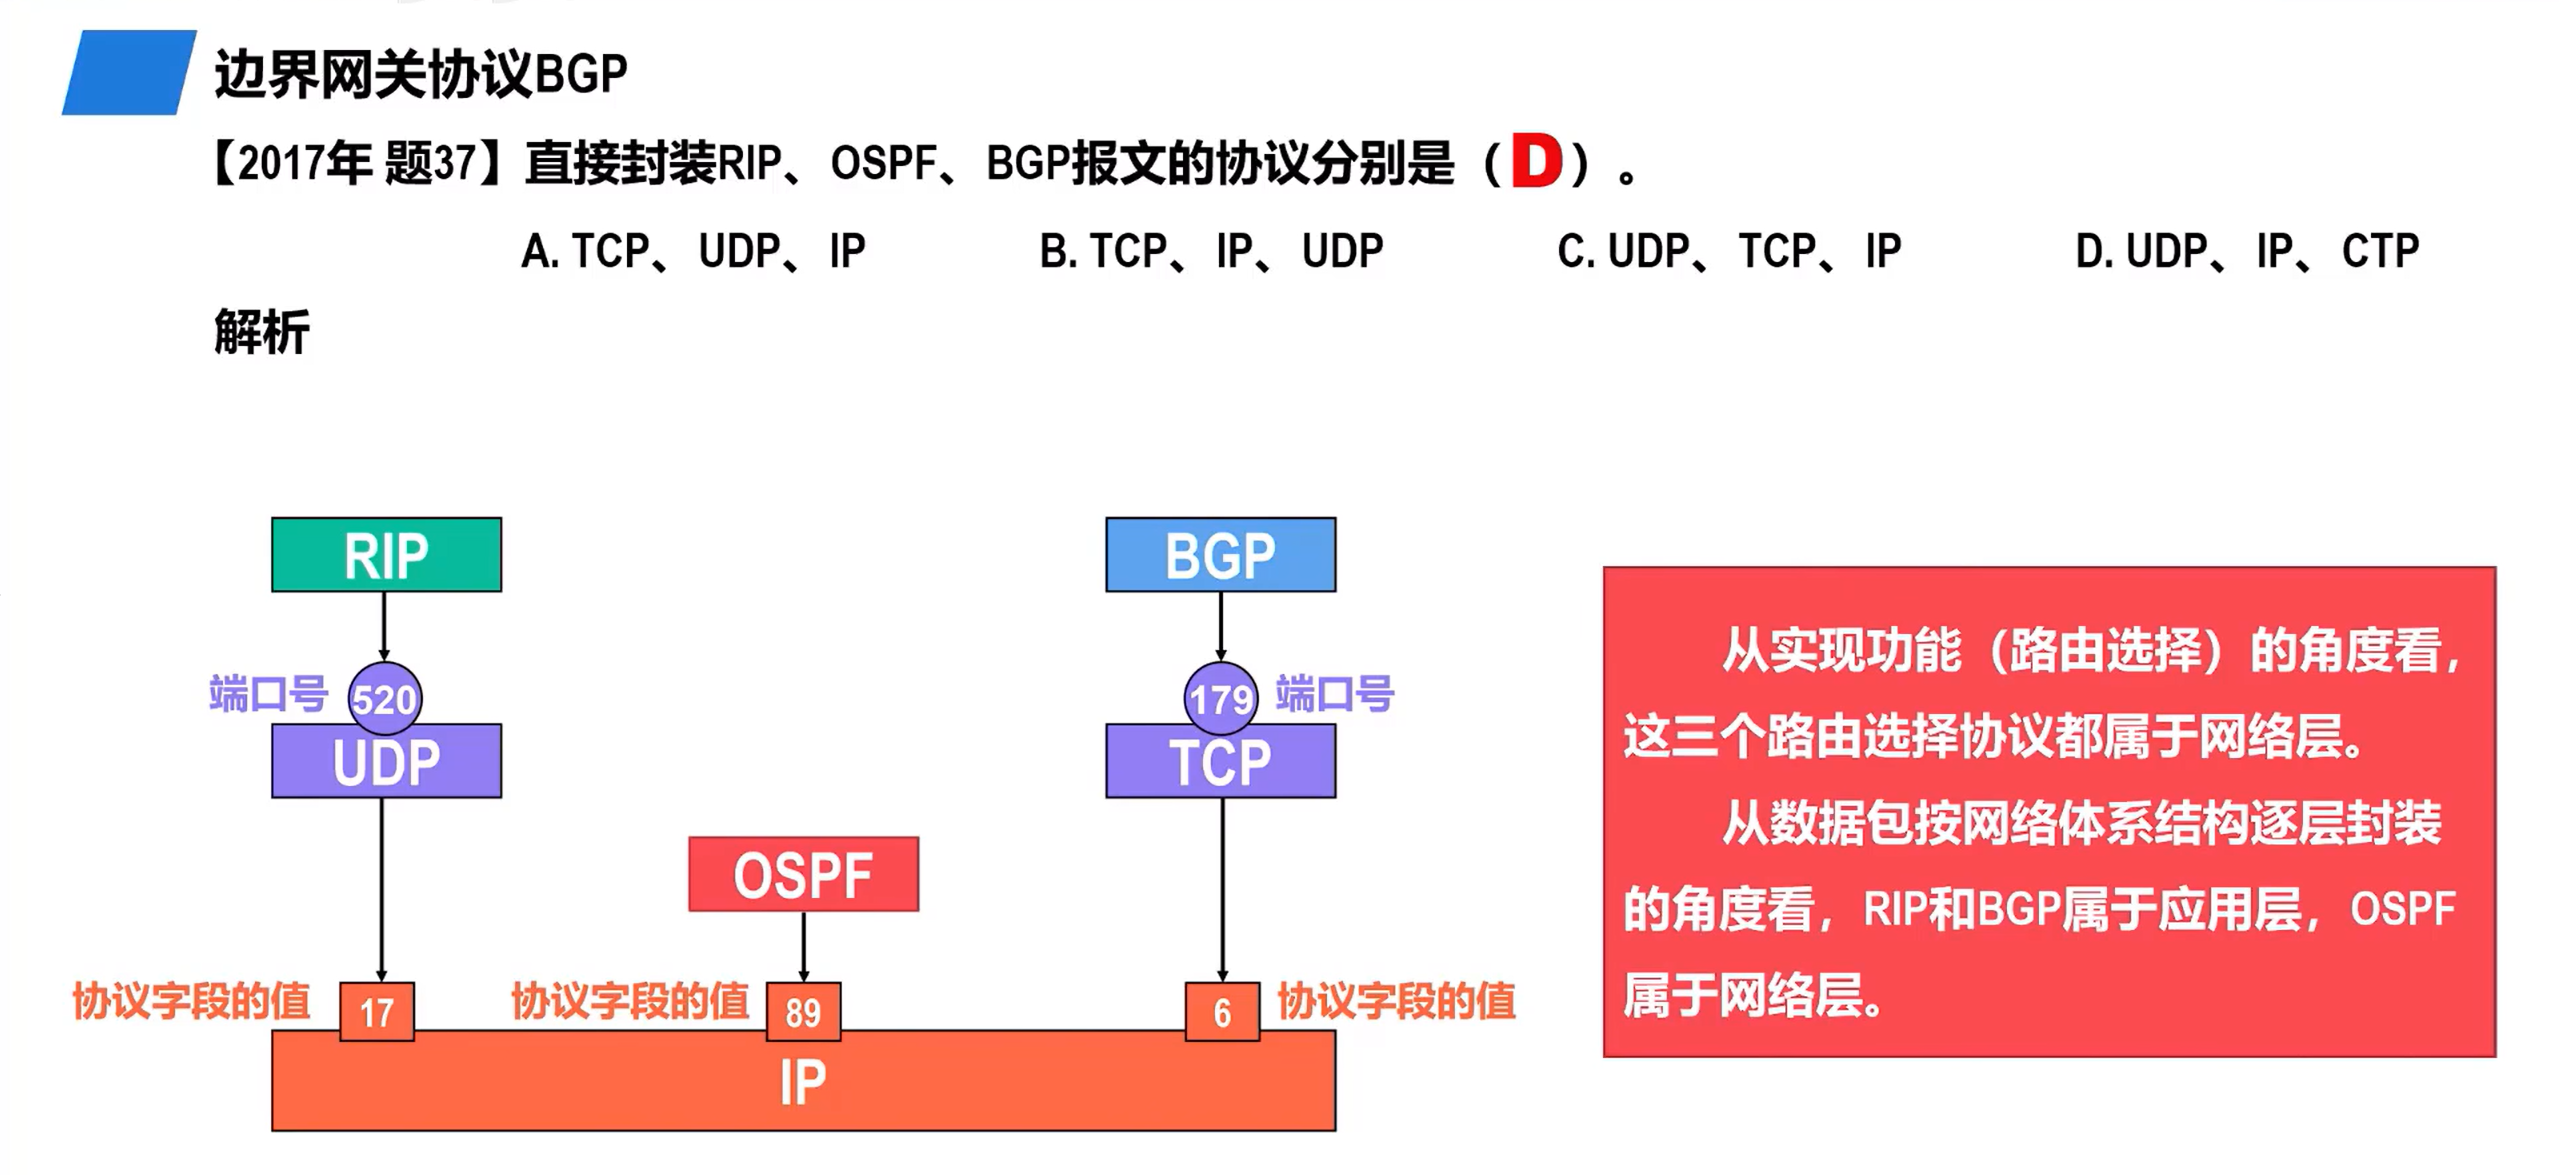 边界网关协议BGP
【2017年 题37】直接封装RIP、OSPF、BGP报文的协议分别是（D）。
A. TCP、UDP、IP B. TCP、IP、UDP C. UDP、TCP、IP D. UDP、IP、CTP
解析
RIP
BGP
端口号 520
179 端口号
UDP
TCP
OSPF
协议字段的值 17
协议字段的值 89
6 协议字段的值
IP
从实现功能（路由选择）的角度看，
这三个路由选择协议都属于网络层。
从数据包按网络体系结构逐层封装
的角度看，RIP和BGP属于应用层，OSPF
属于网络层。